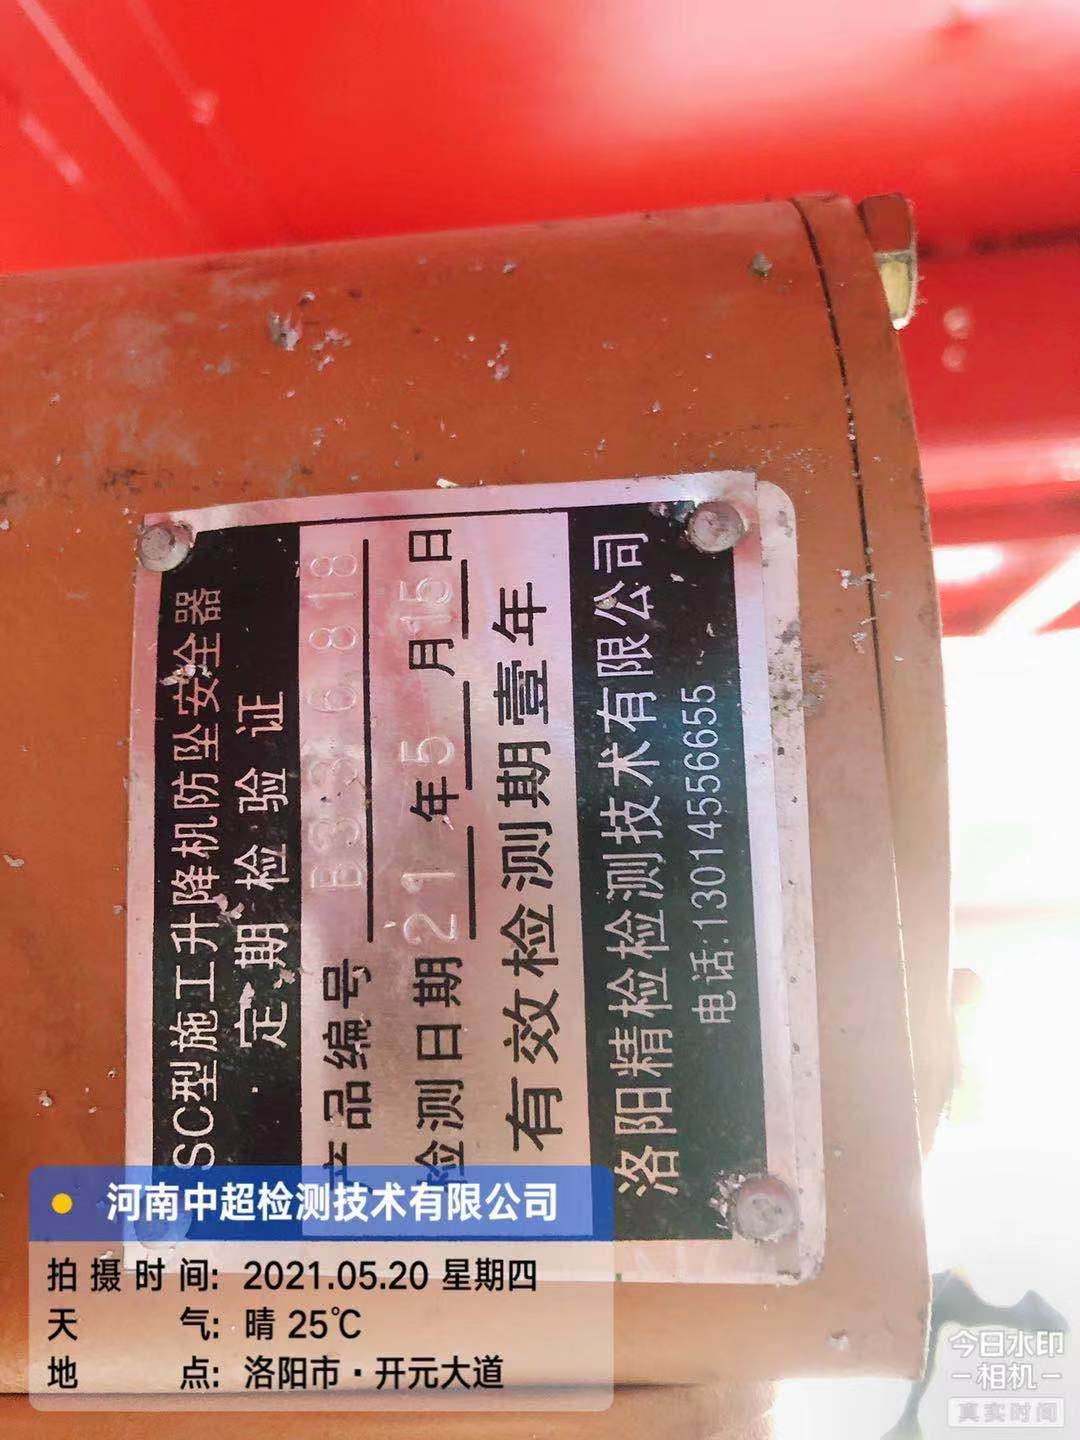 SC型施工升降机防坠安全器
定期检验证
产品编号 B3336818
检测日期 21年5月15日
有效检测期壹年
洛阳精检检测技术有限公司
电话:13014556655
河南中超检测技术有限公司
拍摄时间: 2021.05.20 星期四
天气: 晴 25℃
地点: 洛阳市·开元大道
今日水印
相机
真实时间